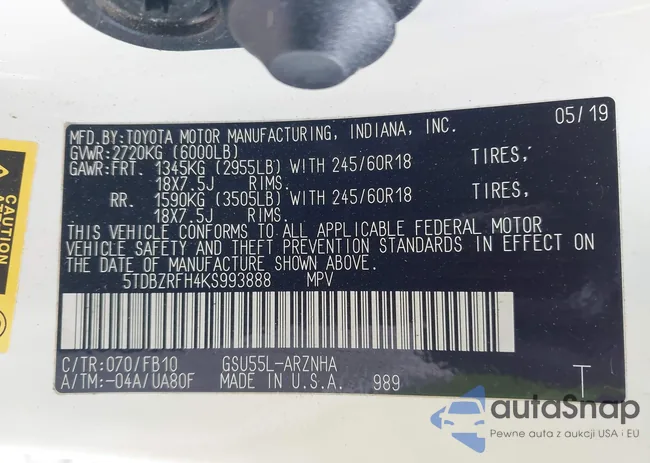 05/19
MFD.BY:TOYOTA MOTOR MANUFACTURING, INDIANA, INC.
GVWR:2720KG (6000LB)
GAWR:FRT. 1345KG (2955LB) WITH 245/60R18 TIRES,
18X7.5J RIMS.
RR. 1590KG (3505LB) WITH 245/60R18 TIRES,
18X7.5J RIMS.
THIS VEHICLE CONFORMS TO ALL APPLICABLE FEDERAL MOTOR
VEHICLE SAFETY AND THEFT PREVENTION STANDARDS IN EFFECT ON
THE DATE OF MANUFACTURE SHOWN ABOVE.
5TDBZRFH4KS993888 MPV
C/TR:070/FB10 GSU55L-ARZNHA
A/TM:-04A/UA80F MADE IN U.S.A. 989 T
CAUTION
autaSnap
Pewne auta z aukcji USA i EU